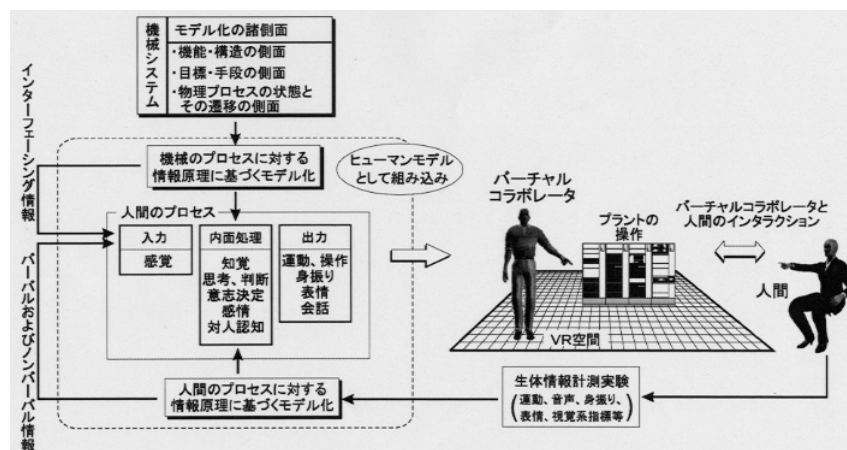 機械システム
モデル化の諸側面
・機能・構造の側面
・目標・手段の側面
・物理プロセスの状態と
その遷移の側面
インターフェーシング情報
機械のプロセスに対する
情報原理に基づくモデル化
ヒューマンモデル
として組み込み
人間のプロセス
入力
感覚
内面処理
知覚
思考、判断
意志決定
感情
対人認知
出力
運動、操作
身振り
表情
会話
バーバルおよびノンバーバル情報
人間のプロセスに対する
情報原理に基づくモデル化
バーチャル
コラボレータ
プラントの
操作
バーチャルコラボレータと
人間のインタラクション
人間
VR空間
生体情報計測実験
(運動、音声、身振り、
表情、視覚系指標等)